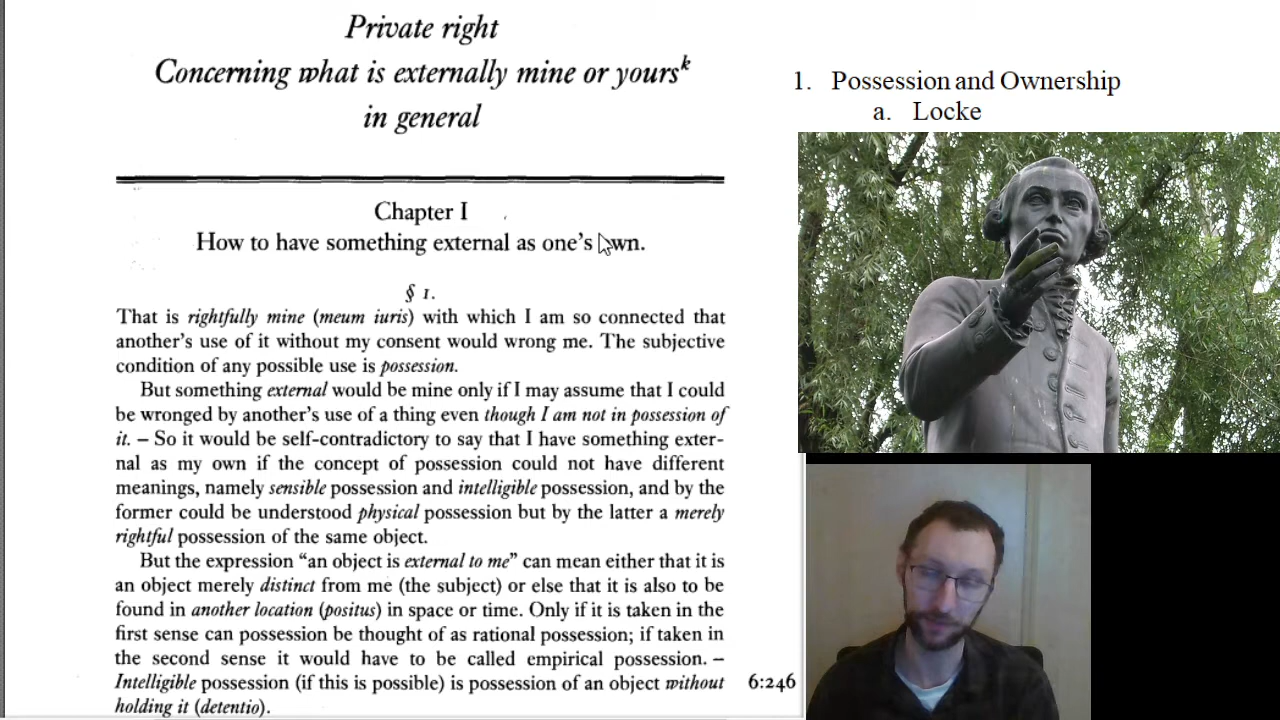 Private right
Concerning what is externally mine or yours^k
in general
Chapter I
How to have something external as one's own.
§ 1.
That is rightfully mine (meum iuris) with which I am so connected that
another's use of it without my consent would wrong me. The subjective
condition of any possible use is possession.
But something external would be mine only if I may assume that I could
be wronged by another's use of a thing even though I am not in possession of
it. – So it would be self-contradictory to say that I have something exter-
nal as my own if the concept of possession could not have different
meanings, namely sensible possession and intelligible possession, and by the
former could be understood physical possession but by the latter a merely
rightful possession of the same object.
But the expression “an object is external to me” can mean either that it is
an object merely distinct from me (the subject) or else that it is also to be
found in another location (positus) in space or time. Only if it is taken in the
first sense can possession be thought of as rational possession; if taken in
the second sense it would have to be called empirical possession. –
Intelligible possession (if this is possible) is possession of an object without
holding it (detentio).
6:246
1. Possession and Ownership
a. Locke